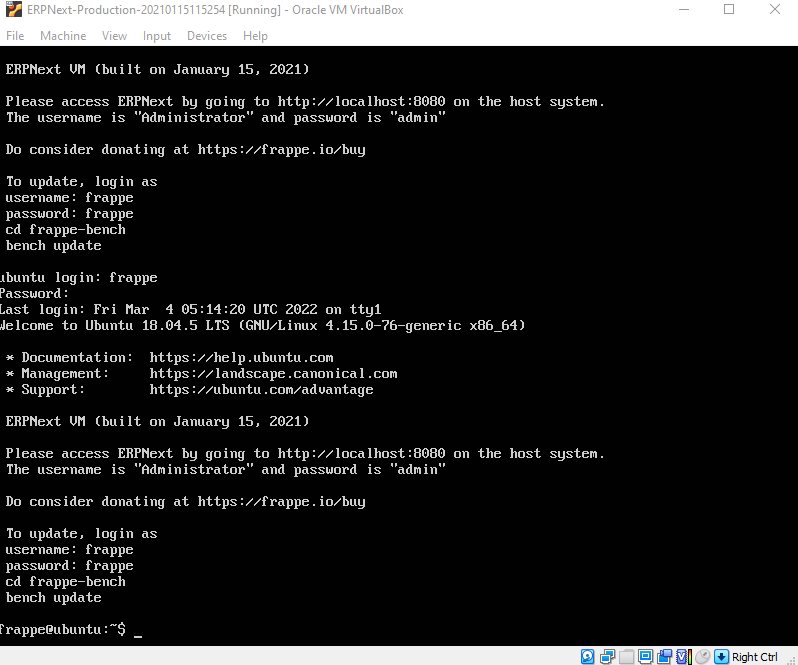 ERPNext-Production-20210115115254 [Running] - Oracle VM VirtualBox
File Machine View Input Devices Help
ERPNext VM (built on January 15, 2021)
Please access ERPNext by going to http://localhost:8080 on the host system.
The username is "Administrator" and password is "admin"
Do consider donating at https://frappe.io/buy
To update, login as
username: frappe
password: frappe
cd frappe-bench
bench update
ubuntu login: frappe
Password:
Last login: Fri Mar  4 05:14:20 UTC 2022 on tty1
Welcome to Ubuntu 18.04.5 LTS (GNU/Linux 4.15.0-76-generic x86_64)
* Documentation:  https://help.ubuntu.com
* Management:     https://landscape.canonical.com
* Support:        https://ubuntu.com/advantage
ERPNext VM (built on January 15, 2021)
Please access ERPNext by going to http://localhost:8080 on the host system.
The username is "Administrator" and password is "admin"
Do consider donating at https://frappe.io/buy
To update, login as
username: frappe
password: frappe
cd frappe-bench
bench update
frappe@ubuntu:~$ _
Right Ctrl